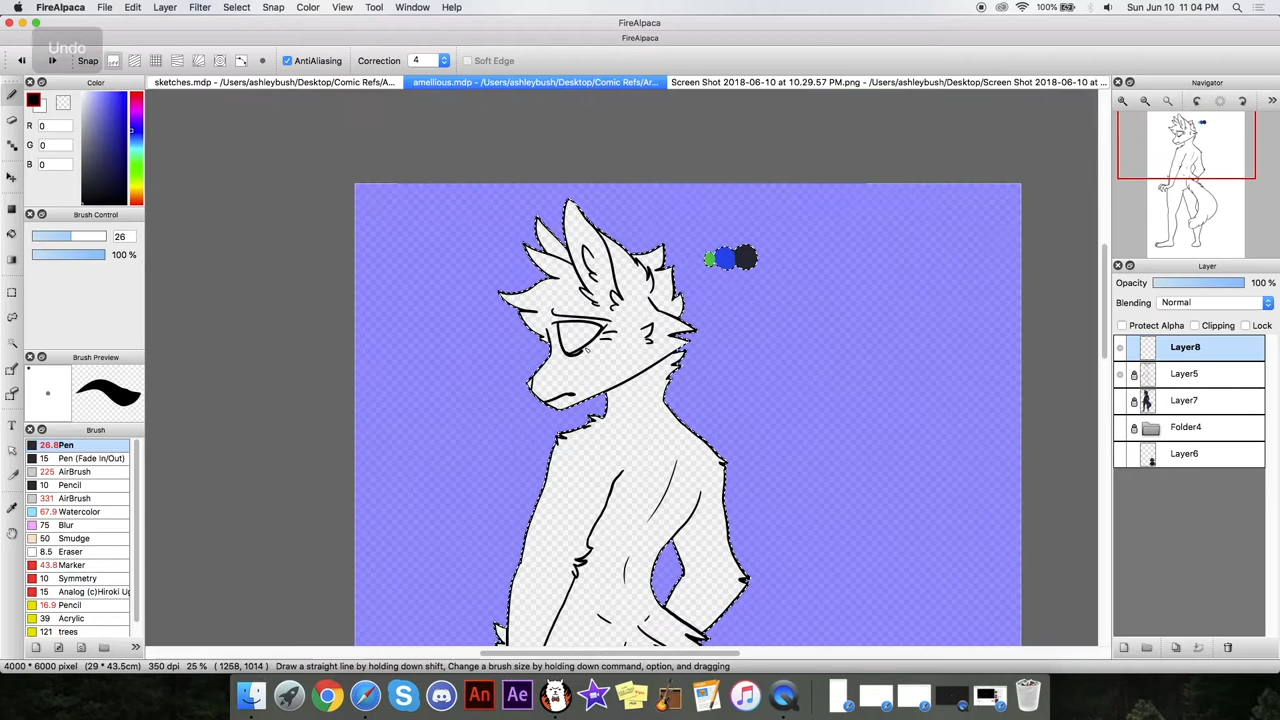 FireAlpaca File Edit Layer Filter Select Snap Color View Tool Window Help 100% Sun Jun 10 11:04 PM
FireAlpaca
FireAlpaca
Undo
Snap AntiAliasing Correction 4 Soft Edge
sketches.mdp - /Users/ashleybush/Desktop/Comic Refs/A... amellious.mdp - /Users/ashleybush/Desktop/Comic Refs/Ar... Screen Shot 2018-06-10 at 10.29.57 PM.png - /Users/ashleybush/Desktop/Screen Shot 2018-06-10 at ...
Color
R 0
G 0
B 0
Brush Control
26
100 %
Brush Preview
Brush
26.8 Pen
15 Pen (Fade In/Out)
225 AirBrush
10 Pencil
331 AirBrush
67.9 Watercolor
75 Blur
50 Smudge
8.5 Eraser
43.8 Marker
10 Symmetry
15 Analog (c)Hiroki Ug
16.9 Pencil
39 Acrylic
121 trees
Navigator
Layer
Opacity 100 %
Blending Normal
Protect Alpha Clipping Lock
Layer8
Layer5
Layer7
Folder4
Layer6
4000 * 6000 pixel (29 * 43.5cm) 350 dpi 25 % ( 1258, 1014 ) Draw a straight line by holding down shift, Change a brush size by holding down command, option, and dragging
An Ae